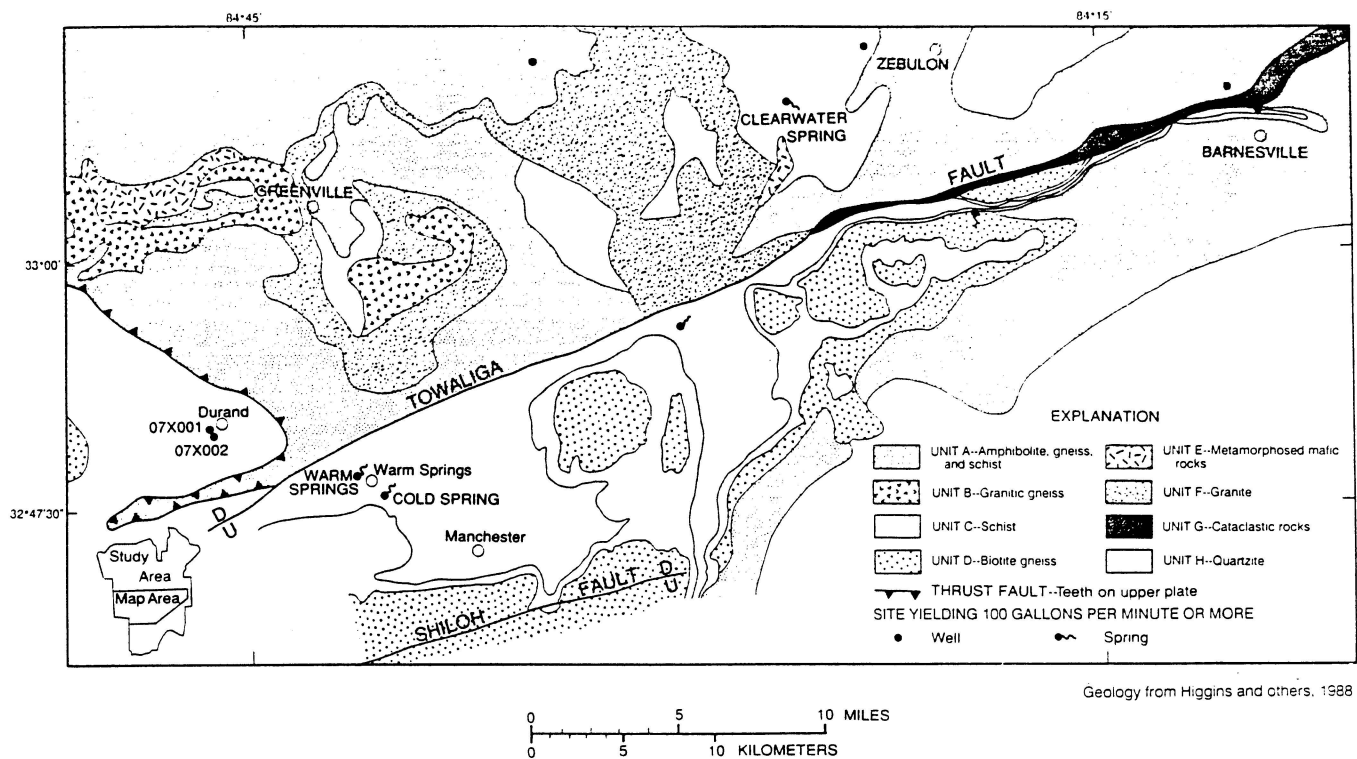 84°45'
84°15'
ZEBULON
CLEARWATER
SPRING
BARNESVILLE
FAULT
GREENVILLE
33°00'
TOWALIGA
Durand
07X001
07X002
WARM
SPRINGS
Warm Springs
COLD SPRING
32°47'30"
D
U
Manchester
Study
Area
Map Area
SHILOH FAULT
D
U
EXPLANATION
UNIT A--Amphibolite, gneiss,
and schist
UNIT B--Granitic gneiss
UNIT C--Schist
UNIT D--Biotite gneiss
UNIT E--Metamorphosed mafic
rocks
UNIT F--Granite
UNIT G--Cataclastic rocks
UNIT H--Quartzite
THRUST FAULT--Teeth on upper plate
SITE YIELDING 100 GALLONS PER MINUTE OR MORE
Well
Spring
Geology from Higgins and others, 1988
0 5 10 MILES
0 5 10 KILOMETERS